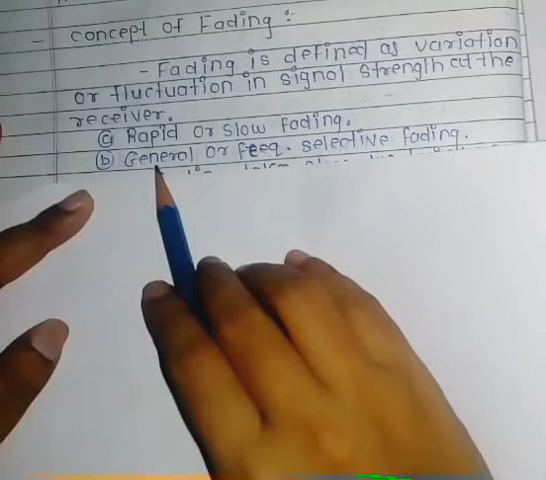 - concept of Fading :
- Fading is defined as variation
or fluctuation in signal strength at the
receiver.
(a) Rapid or slow fading.
(b) General or freq. selective fading.